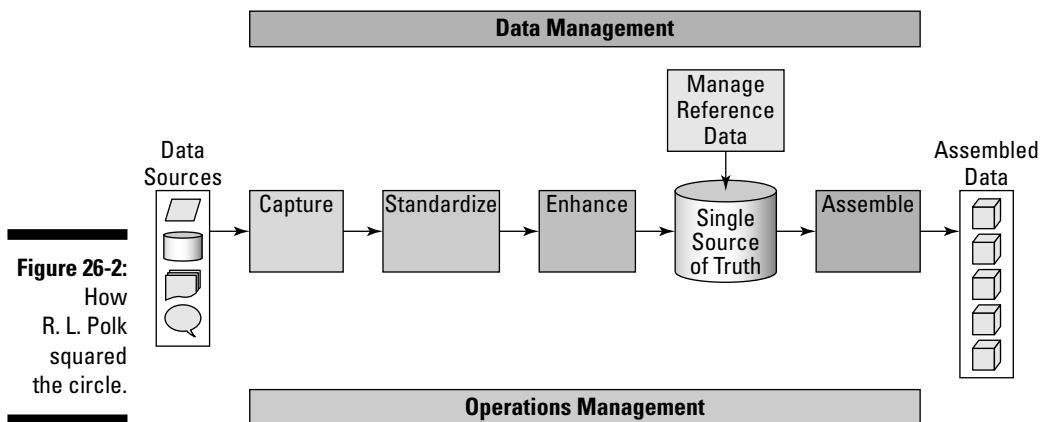 Data Management
Manage
Reference
Data
Data
Sources
Assembled
Data
Capture
Standardize
Enhance
Single
Source
of Truth
Assemble
Figure 26-2:
How
R. L. Polk
squared
the circle.
Operations Management